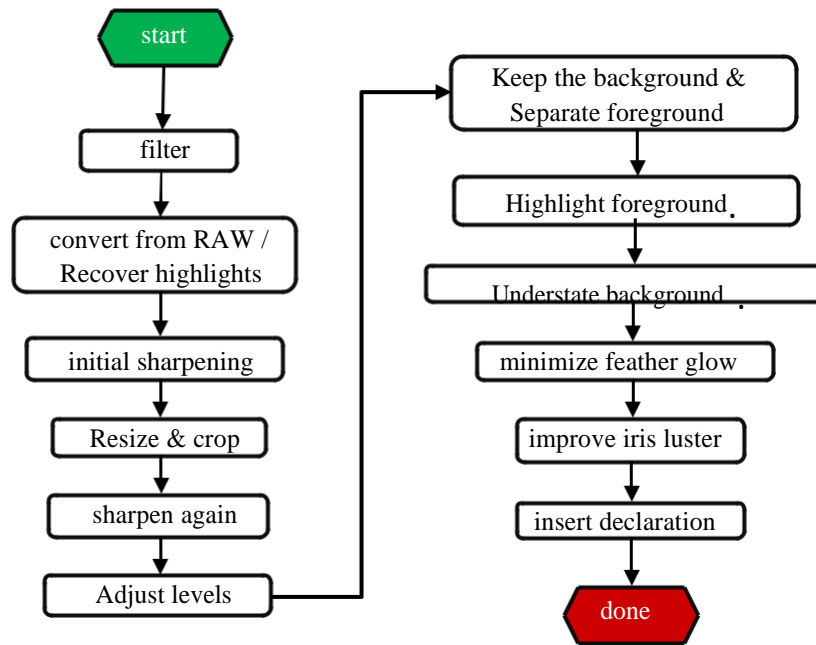 start
filter
convert from RAW /
Recover highlights
initial sharpening
Resize & crop
sharpen again
Adjust levels
Keep the background &
Separate foreground
Highlight foreground.
Understate background .
minimize feather glow
improve iris luster
insert declaration
done